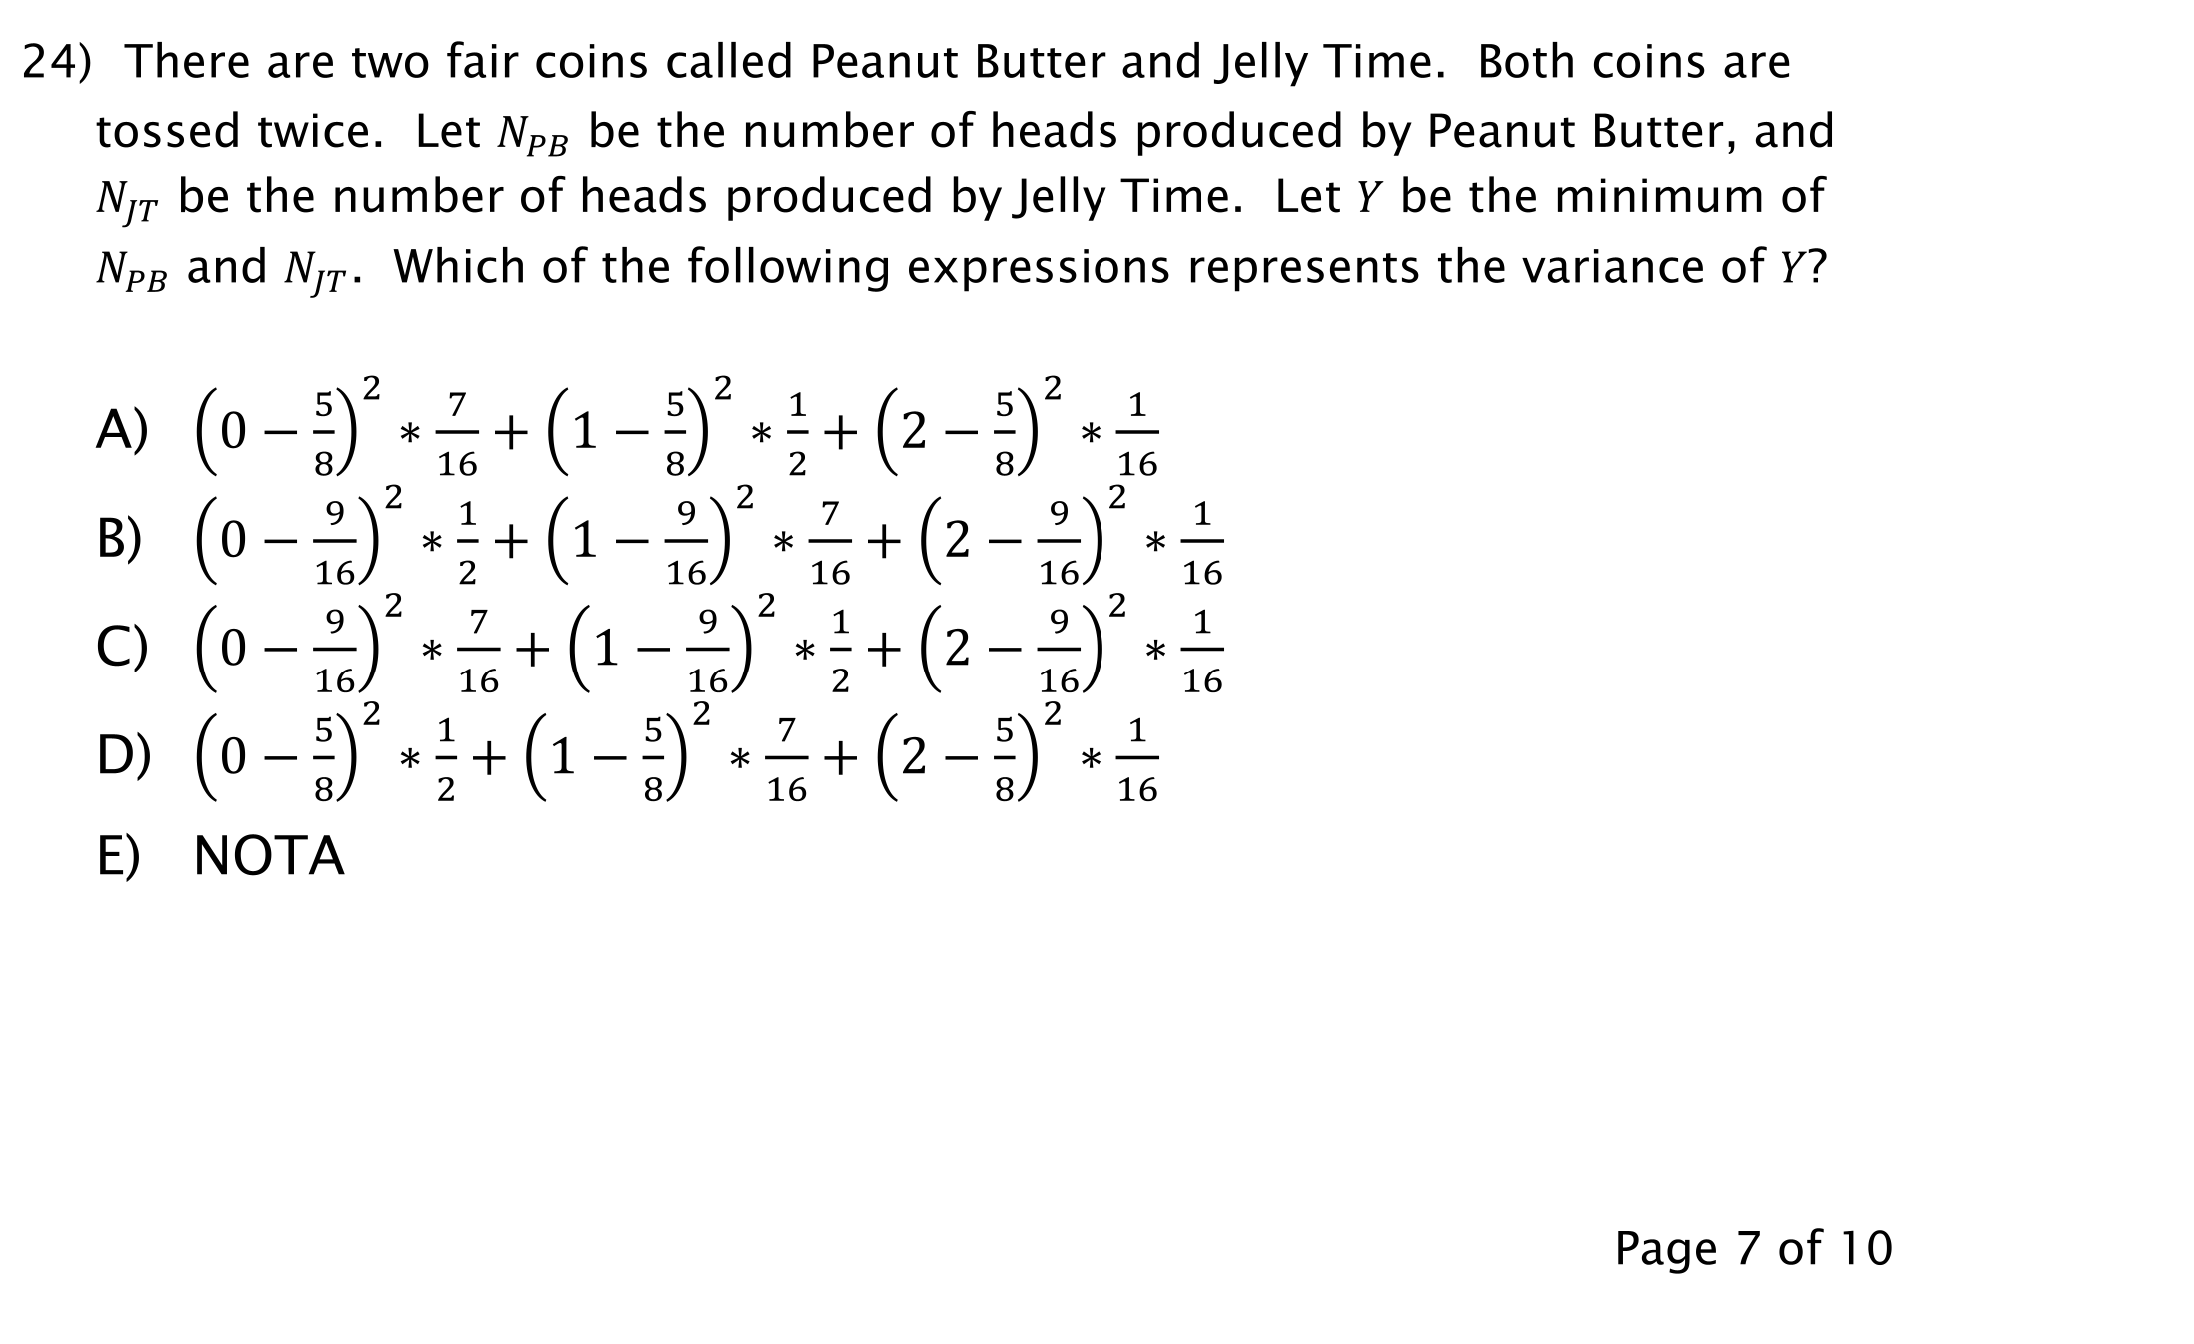 24) There are two fair coins called Peanut Butter and Jelly Time. Both coins are
tossed twice. Let $N_{PB}$ be the number of heads produced by Peanut Butter, and
$N_{JT}$ be the number of heads produced by Jelly Time. Let $Y$ be the minimum of
$N_{PB}$ and $N_{JT}$. Which of the following expressions represents the variance of $Y$?
A) $\left(0-\frac{5}{8}\right)^2*\frac{7}{16}+\left(1-\frac{5}{8}\right)^2*\frac{1}{2}+\left(2-\frac{5}{8}\right)^2*\frac{1}{16}$
B) $\left(0-\frac{9}{16}\right)^2*\frac{1}{2}+\left(1-\frac{9}{16}\right)^2*\frac{7}{16}+\left(2-\frac{9}{16}\right)^2*\frac{1}{16}$
C) $\left(0-\frac{9}{16}\right)^2*\frac{7}{16}+\left(1-\frac{9}{16}\right)^2*\frac{1}{2}+\left(2-\frac{9}{16}\right)^2*\frac{1}{16}$
D) $\left(0-\frac{5}{8}\right)^2*\frac{1}{2}+\left(1-\frac{5}{8}\right)^2*\frac{7}{16}+\left(2-\frac{5}{8}\right)^2*\frac{1}{16}$
E) NOTA
Page 7 of 10